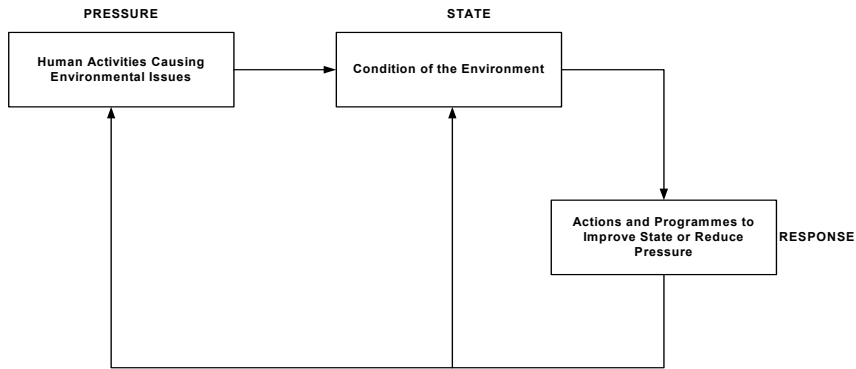 PRESSURE
STATE
Human Activities Causing
Environmental Issues
Condition of the Environment
Actions and Programmes to
Improve State or Reduce
Pressure
RESPONSE